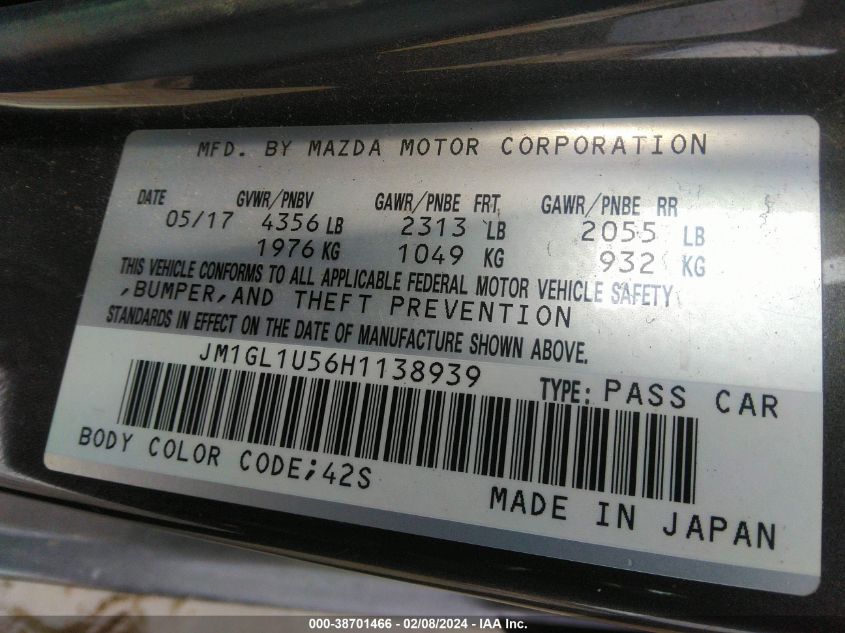 MFD. BY MAZDA MOTOR CORPORATION
DATE GVWR/PNBV GAWR/PNBE FRT, GAWR/PNBE RR
05/17 4356 LB 2313 LB 2055 LB
1976 KG 1049 KG 932 KG
THIS VEHICLE CONFORMS TO ALL APPLICABLE FEDERAL MOTOR VEHICLE SAFETY
,BUMPER,AND THEFT PREVENTION
STANDARDS IN EFFECT ON THE DATE OF MANUFACTURE SHOWN ABOVE.
JM1GL1U56H1138939 TYPE: PASS CAR
BODY COLOR CODE;42S MADE IN JAPAN
000-38701466 - 02/08/2024 - IAA Inc.